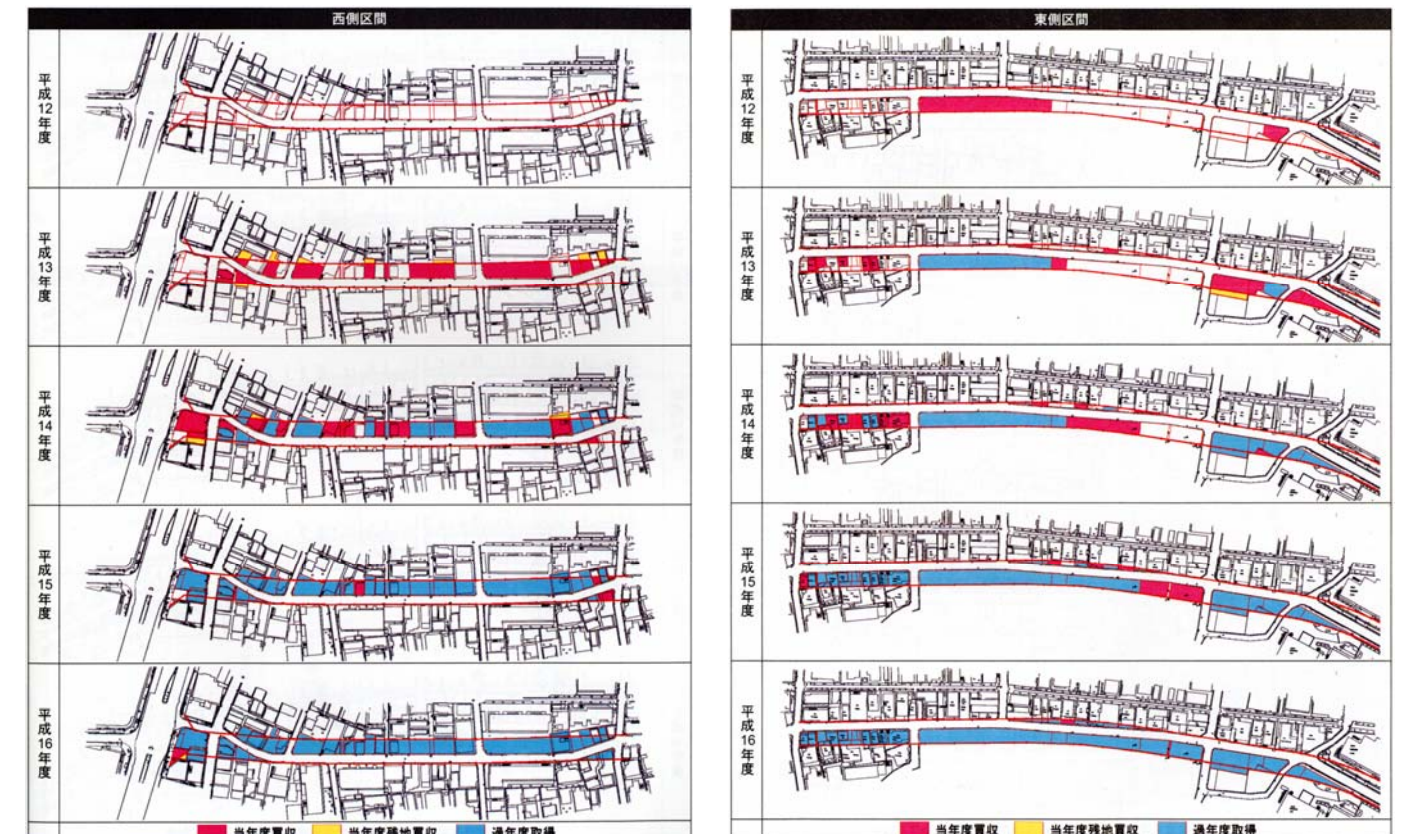 西側区間
平成12年度
平成13年度
平成14年度
平成15年度
平成16年度
当年度買収 当年度残地買収 過年度取得
東側区間
平成12年度
平成13年度
平成14年度
平成15年度
平成16年度
当年度買収 当年度残地買収 過年度取得